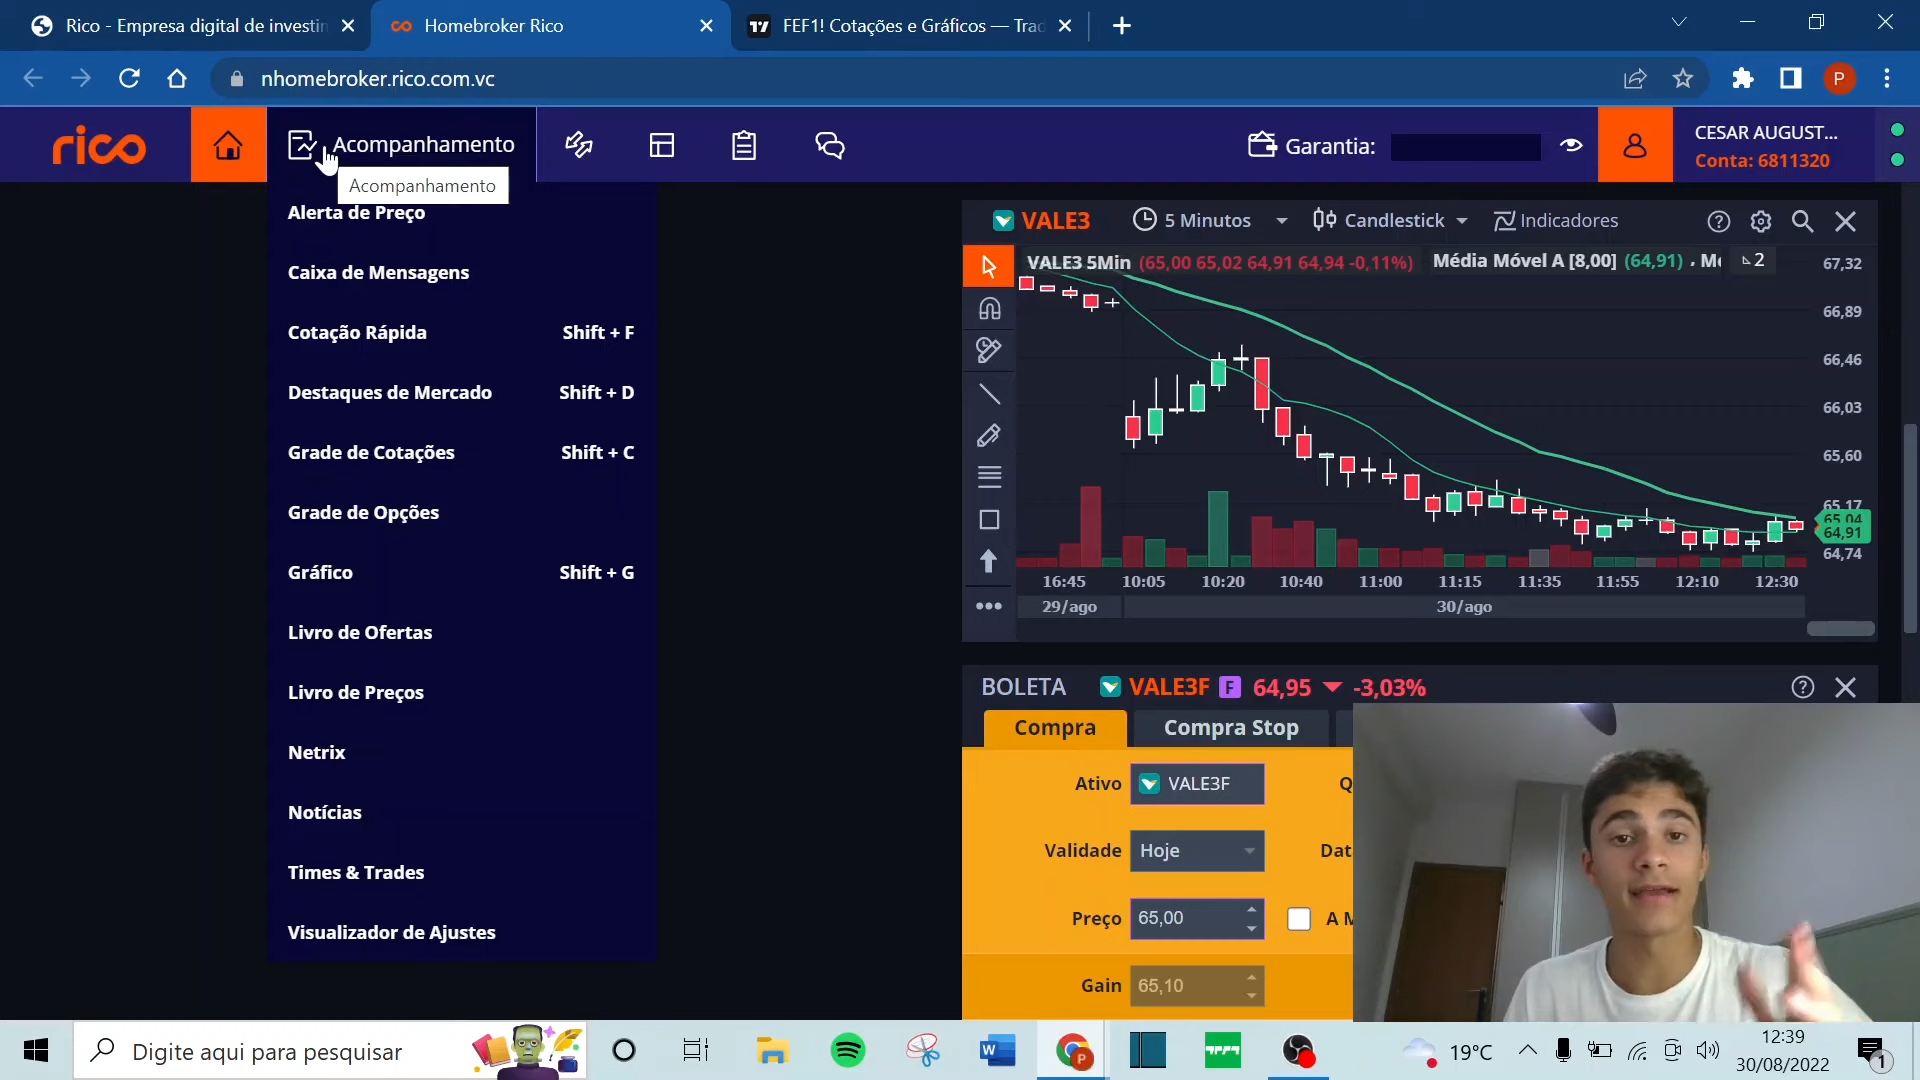 Rico - Empresa digital de investin
Homebroker Rico
FEF1! Cotações e Gráficos — Trad
nhomebroker.rico.com.vc
P
rico
Acompanhamento
Garantia:
CESAR AUGUST...
Conta: 6811320
Acompanhamento
Alerta de Preço
Caixa de Mensagens
Cotação Rápida Shift + F
Destaques de Mercado Shift + D
Grade de Cotações Shift + C
Grade de Opções
Gráfico Shift + G
Livro de Ofertas
Livro de Preços
Netrix
Notícias
Times & Trades
Visualizador de Ajustes
VALE3 5 Minutos Candlestick Indicadores
VALE3 5Min (65,00 65,02 64,91 64,94 -0,11%) Média Móvel A [8,00] (64,91) 2
67,32
66,89
66,46
66,03
65,60
65,17
65,04
64,91
64,74
16:45 10:05 10:20 10:40 11:00 11:15 11:35 11:55 12:10 12:30
29/ago 30/ago
BOLETA VALE3F F 64,95 -3,03%
Compra Compra Stop
Ativo VALE3F Q
Validade Hoje Dat
Preço 65,00 A M
Gain 65,10
Digite aqui para pesquisar
W
P
19°C
12:39
30/08/2022
1